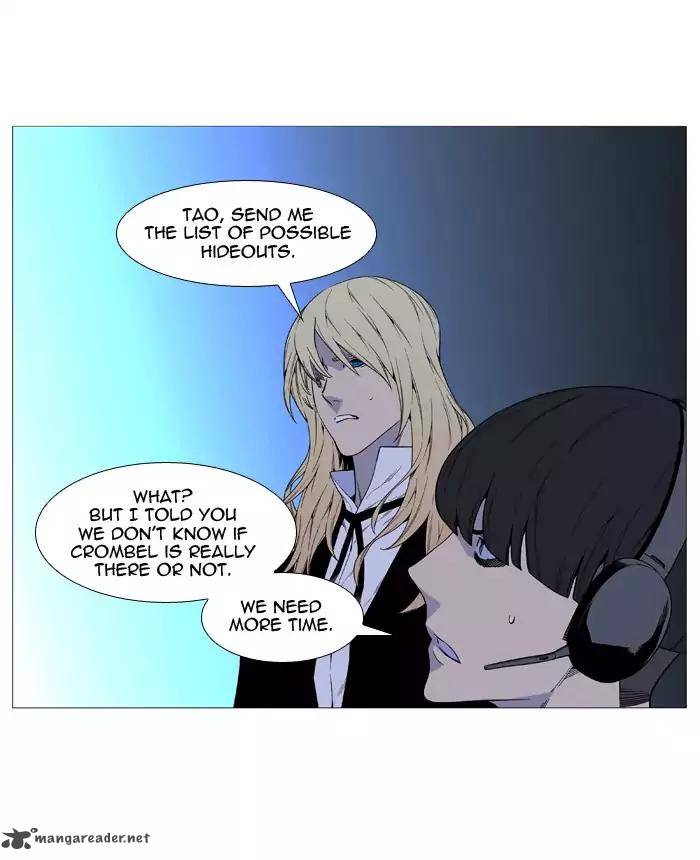 TAO, SEND ME
THE LIST OF POSSIBLE
HIDEOUTS.
WHAT?
BUT I TOLD YOU
WE DON'T KNOW IF
CROMBEL IS REALLY
THERE OR NOT.
WE NEED
MORE TIME.
mangareader.net